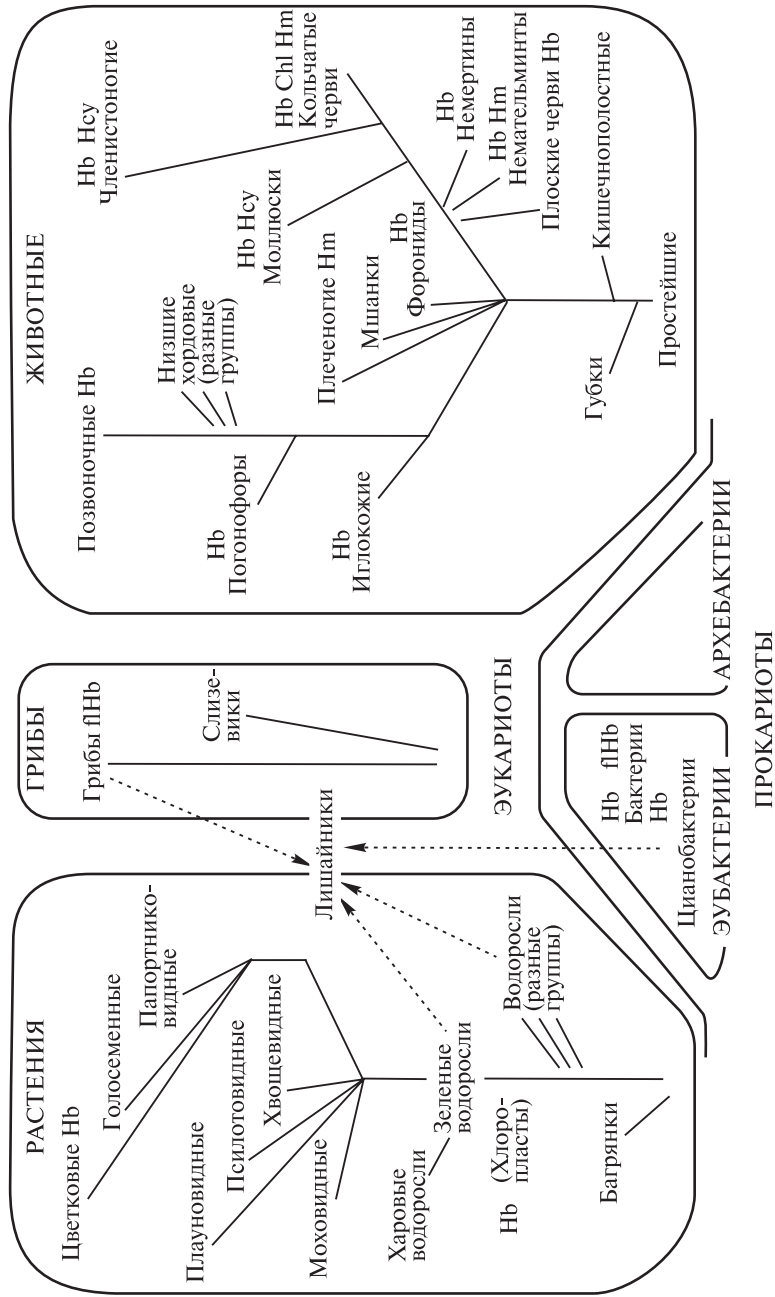 РАСТЕНИЯ
Цветковые Hb
Голосеменные
Папортнико-
видные
Плауновидные
Псилотовидные
Хвощевидные
Моховидные
Харовые
водоросли
Зеленые
водоросли
Водоросли
(разные
группы)
Hb (Хлоро-
пласты)
Багрянки
Лишайники
ГРИБЫ
Грибы flHb
Слизе-
вики
ЭУКАРИОТЫ
ЖИВОТНЫЕ
Позвоночные Hb
Низшие
хордовые
(разные
группы)
Hb
Погонофоры
Hb
Иглокожие
Hb Hcy
Членистоногие
Hb Hcy
Моллюски
Hb Chl Hm
Кольчатые
черви
Плеченогие Hm
Мшанки
Hb
Форониды
Hb
Немертины
Hb Hm
Нематeльминты
Плоские черви Hb
Кишечнополостные
Губки
Простейшие
Hb flHb
Бактерии
Hb
Цианобактерии
ЭУБАКТЕРИИ
АРХЕБАКТЕРИИ
ПРОКАРИОТЫ